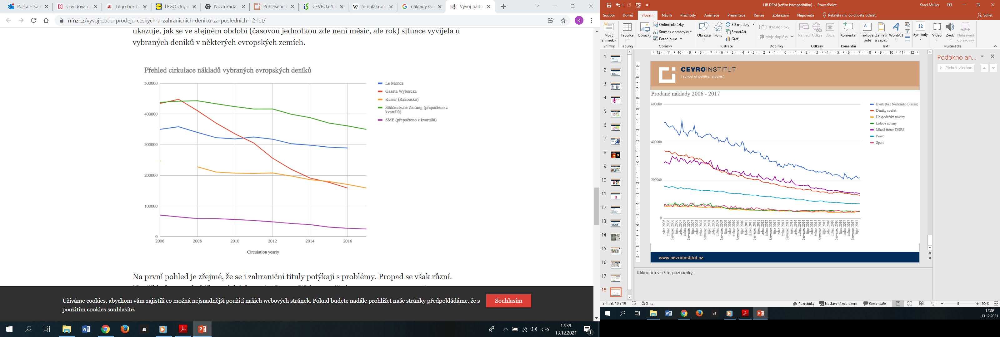 Pošta – Kar
Covidová o
Lego box h
LEGO Orga
Nová karta
Přihlášení d
CEVRO:d15
Simulakrum
náklady své
Vývoj pádu
nfnz.cz/vyvoj-padu-prodeju-ceskych-a-zahranicnich-deniku-za-poslednich-12-let/
K
ukazuje, jak se ve stejném období (časovou jednotkou zde není měsíc, ale rok) situace vyvíjela u
vybraných deníků v některých evropských zemích.
Přehled cirkulace nákladů vybraných evropských deníků
500000
400000
300000
200000
100000
0
2006
2008
2010
2012
2014
2016
Circulation yearly
Le Monde
Gazeta Wyborcza
Kurier (Rakousko)
Süddeutsche Zeitung (přepočteno z
kvartálů)
SME (přepočteno z kvartálů)
Na první pohled je zřejmé, že se i zahraniční tituly potýkají s problémy. Propad se však různí.
Užíváme cookies, abychom vám zajistili co možná nejsnadnější použití našich webových stránek. Pokud budete nadále prohlížet naše stránky předpokládáme, že s
použitím cookies souhlasíte.
Souhlasím
CES
17:39
13.12.2021
1
LIB DEM [režim kompatibility] - PowerPoint
Karel Müller
Soubor
Domů
Vložení
Návrh
Přechody
Animace
Prezentace
Revize
Zobrazení
Nápověda
Řekněte mi, co chcete udělat.
Sdílet
Nový
snímek
Snímky
Tabulka
Tabulky
Obrázky
Online obrázky
Snímek obrazovky
Fotoalbum
Obrázky
Obrazce
Ikony
3D modely
SmartArt
Graf
Ilustrace
Získat doplňky
Moje doplňky
Doplňky
Náhled
Odkaz
Akce
Odkazy
Komentář
Komentář
Textové
pole
Záhlaví
a zápatí
WordArt
Text
Symboly
Video
Zvuk
Nahrávání
obrazovky
Multimédia
1
2
3
4
5
6
7
8
9
10
11
12
13
14
15
16
17
18
CEVROINSTITUT
[ school of political studies ]
Prodané náklady 2006 - 2017
600000
400000
200000
0
Blesk (bez Nedělního Blesku)
Deníky součet
Hospodářské noviny
Lidové noviny
Mladá fronta DNES
Právo
Sport
leden 2006
duben 2006
červenec 2006
říjen 2006
leden 2007
duben 2007
červenec 2007
říjen 2007
leden 2008
duben 2008
červenec 2008
říjen 2008
leden 2009
duben 2009
červenec 2009
říjen 2009
leden 2010
duben 2010
červenec 2010
říjen 2010
leden 2011
duben 2011
červenec 2011
říjen 2011
leden 2012
duben 2012
červenec 2012
říjen 2012
leden 2013
duben 2013
červenec 2013
říjen 2013
leden 2014
duben 2014
červenec 2014
říjen 2014
leden 2015
duben 2015
červenec 2015
říjen 2015
leden 2016
duben 2016
červenec 2016
říjen 2016
leden 2017
duben 2017
červenec 2017
říjen 2017
www.cevroinstitut.cz
Kliknutím vložíte poznámky.
Podokno an...
Přehrát všechno
Snímek 18 z 18
Čeština
Poznámky
Nastavení zobrazení
Komentáře
90 %
17:39
13.12.2021